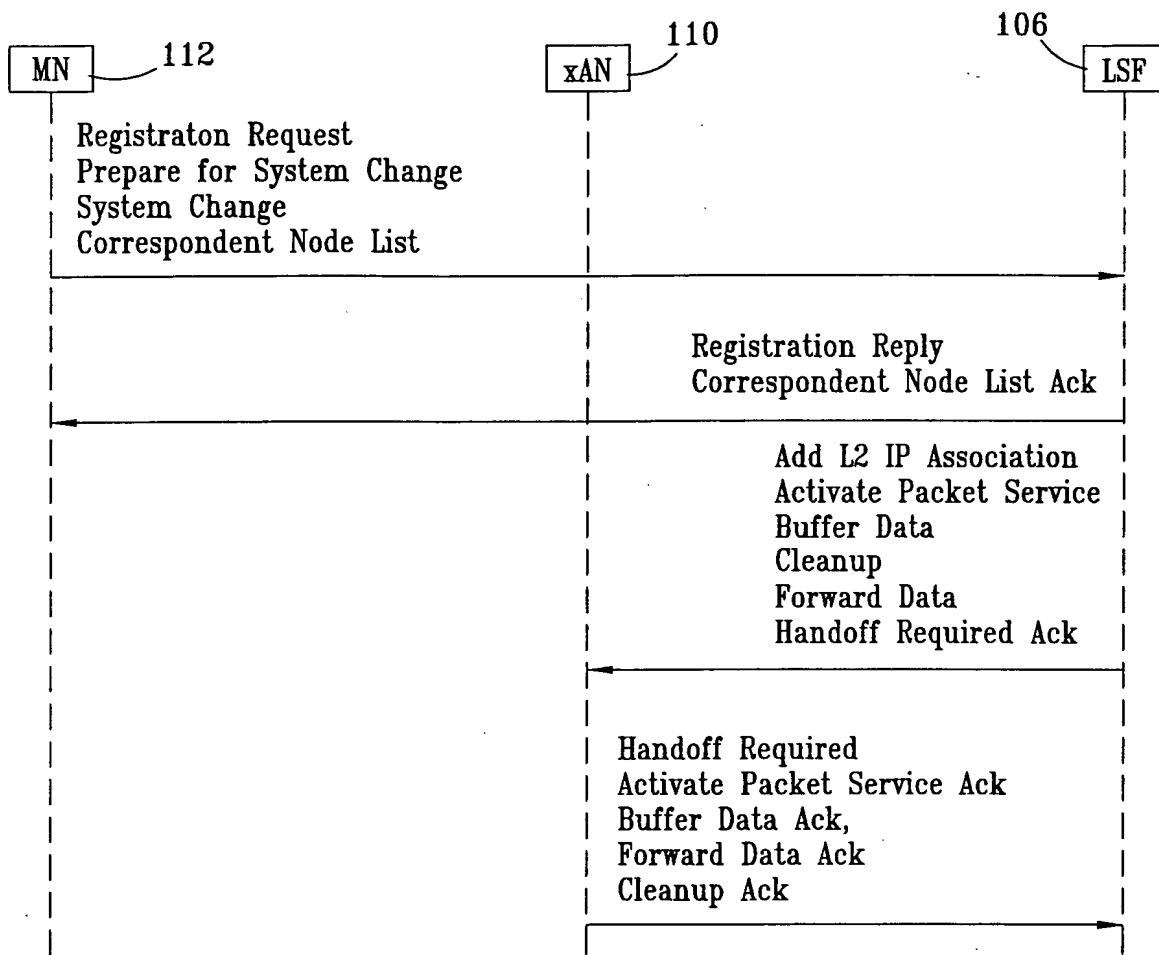 MN
112
xAN
110
106
LSF
Registraton Request
Prepare for System Change
System Change
Correspondent Node List
Registration Reply
Correspondent Node List Ack
Add L2 IP Association
Activate Packet Service
Buffer Data
Cleanup
Forward Data
Handoff Required Ack
Handoff Required
Activate Packet Service Ack
Buffer Data Ack,
Forward Data Ack
Cleanup Ack